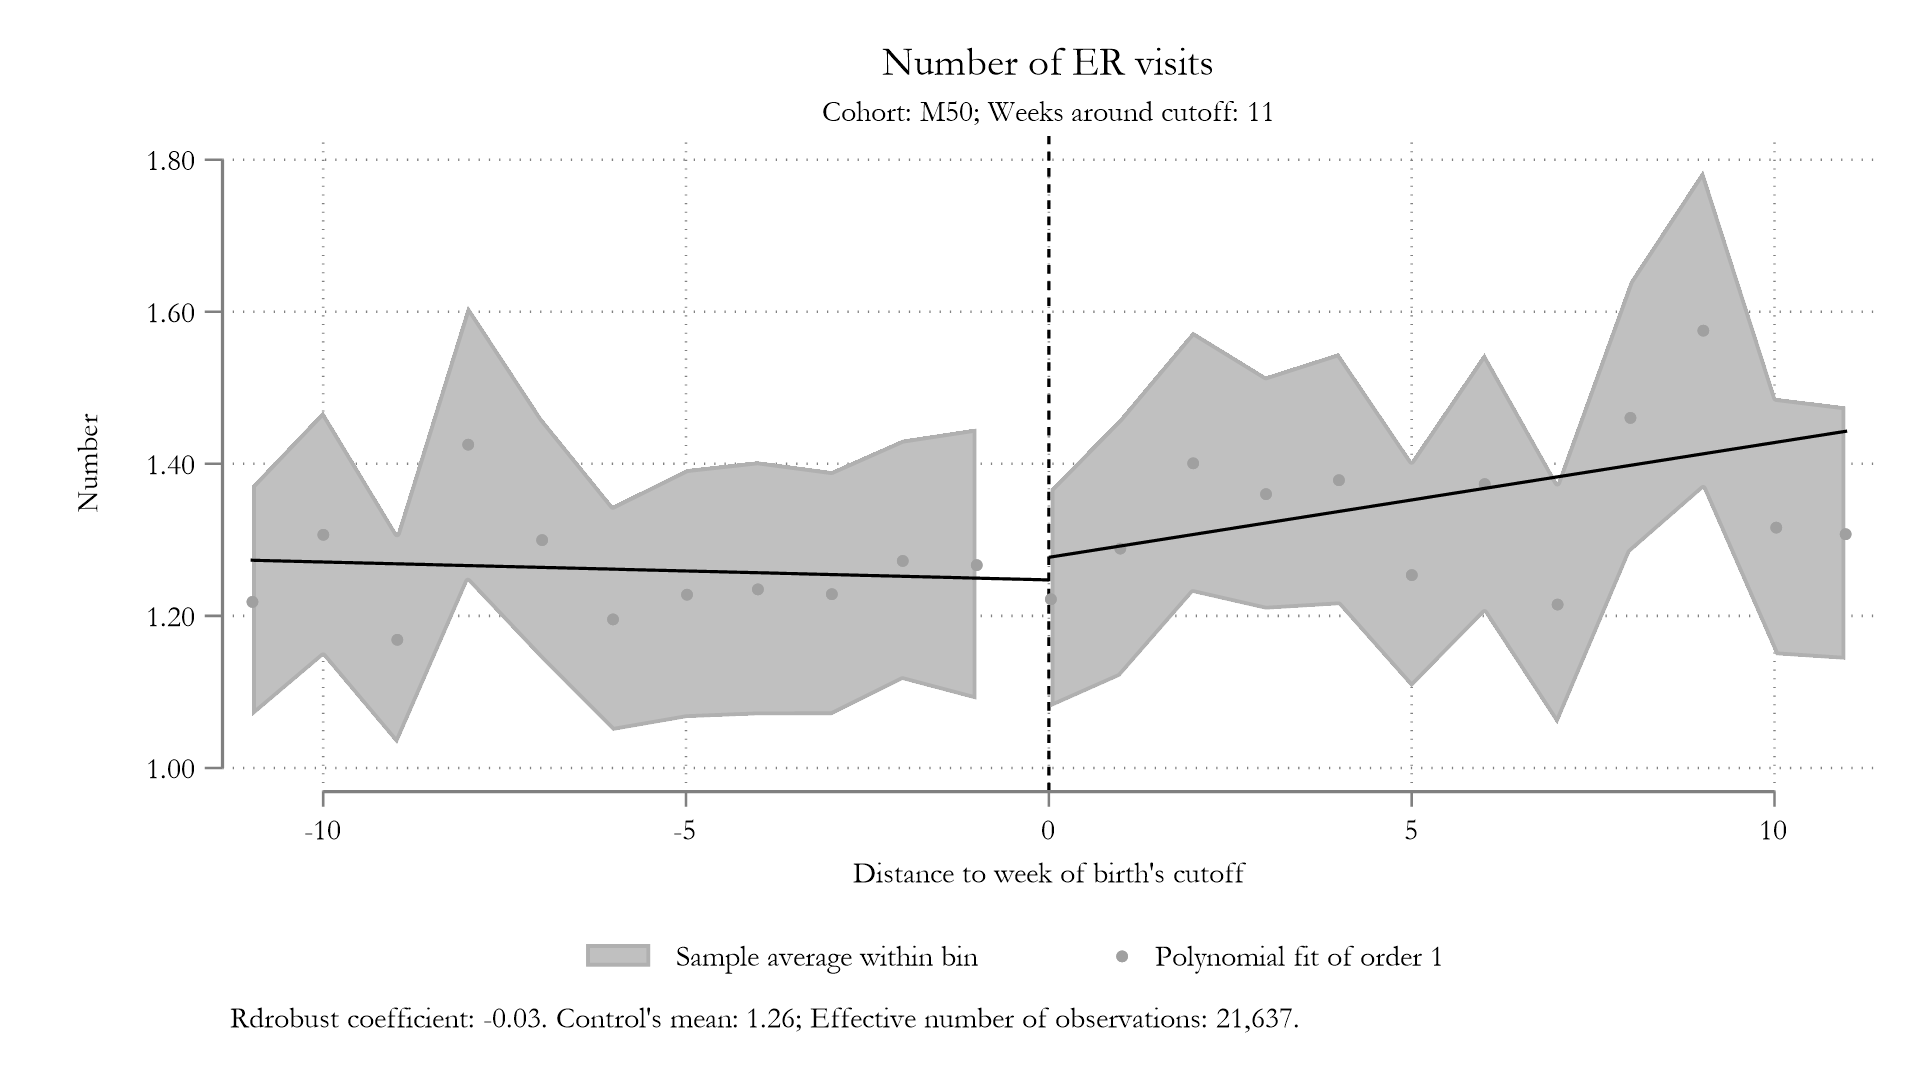 Number of ER visits
Cohort: M50; Weeks around cutoff: 11
1.80
1.60
1.40
1.20
1.00
Number
-10 -5 0 5 10
Distance to week of birth's cutoff
Sample average within bin Polynomial fit of order 1
Rdrobust coefficient: -0.03. Control's mean: 1.26; Effective number of observations: 21,637.